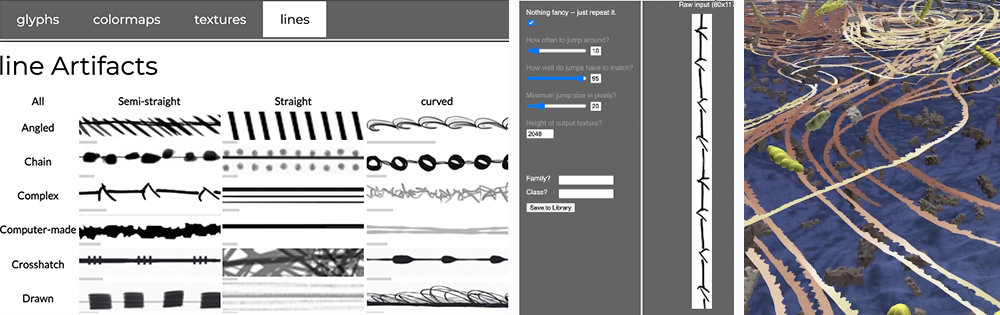 glyphs colormaps textures lines
line Artifacts
All Semi-straight Straight curved
Angled
Chain
Complex
Computer-made
Crosshatch
Drawn
Nothing fancy -- just repeat it.
How often to jump around?
10
How well do jumps have to match?
95
Minimum jump size in pixels?
20
Height of output texture?
2048
Family?
Class?
Save to Library
Raw input (80x117